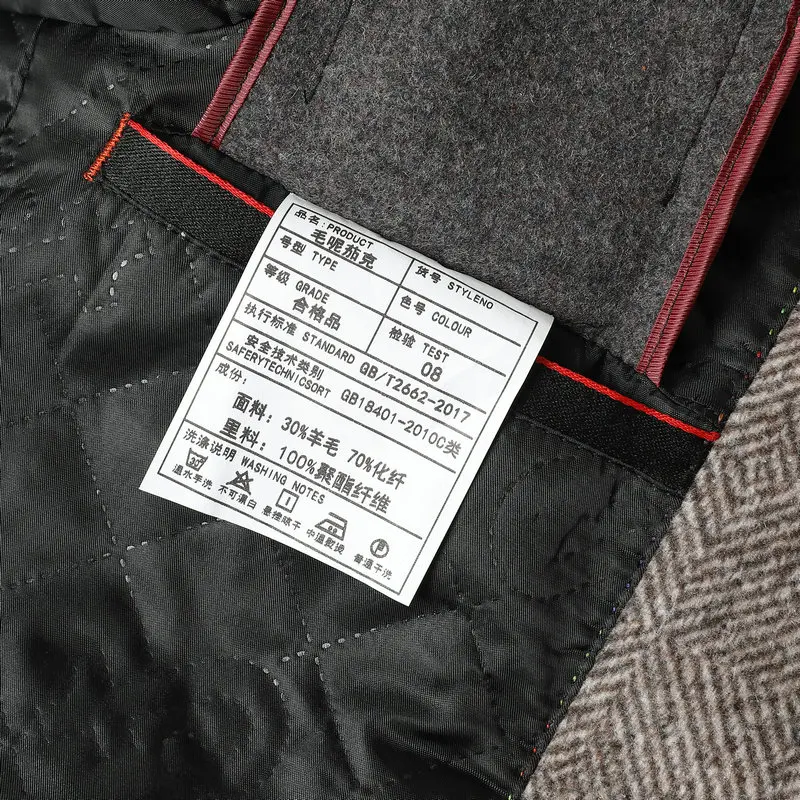 品名:PRODUCT
毛呢茄克
号型 TYPE
货号 STYLENO
等级 GRADE
合格品
色号 COLOUR
检验 TEST
08
执行标准 STANDARD GB/T2662-2017
安全技术类别
SAFERYTECHNICSORT GB18401-2010C类
成份:
面料: 30%羊毛 70%化纤
里料: 100%聚酯纤维
洗涤说明 WASHING NOTES
P
温水手洗 不可漂白 悬挂晾干 中温熨烫 普通干洗